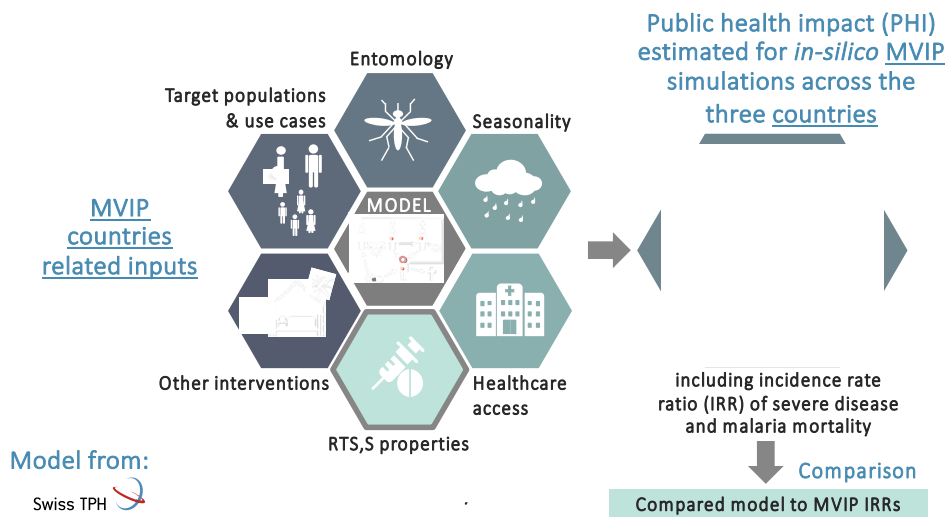 Public health impact (PHI)
estimated for in-silico MVIP
simulations across the
three countries
Entomology
Target populations
& use cases
Seasonality
MODEL
MVIP
countries
related inputs
Other interventions
Healthcare
access
RTS,S properties
including incidence rate
ratio (IRR) of severe disease
and malaria mortality
Model from:
Swiss TPH
Comparison
Compared model to MVIP IRRs